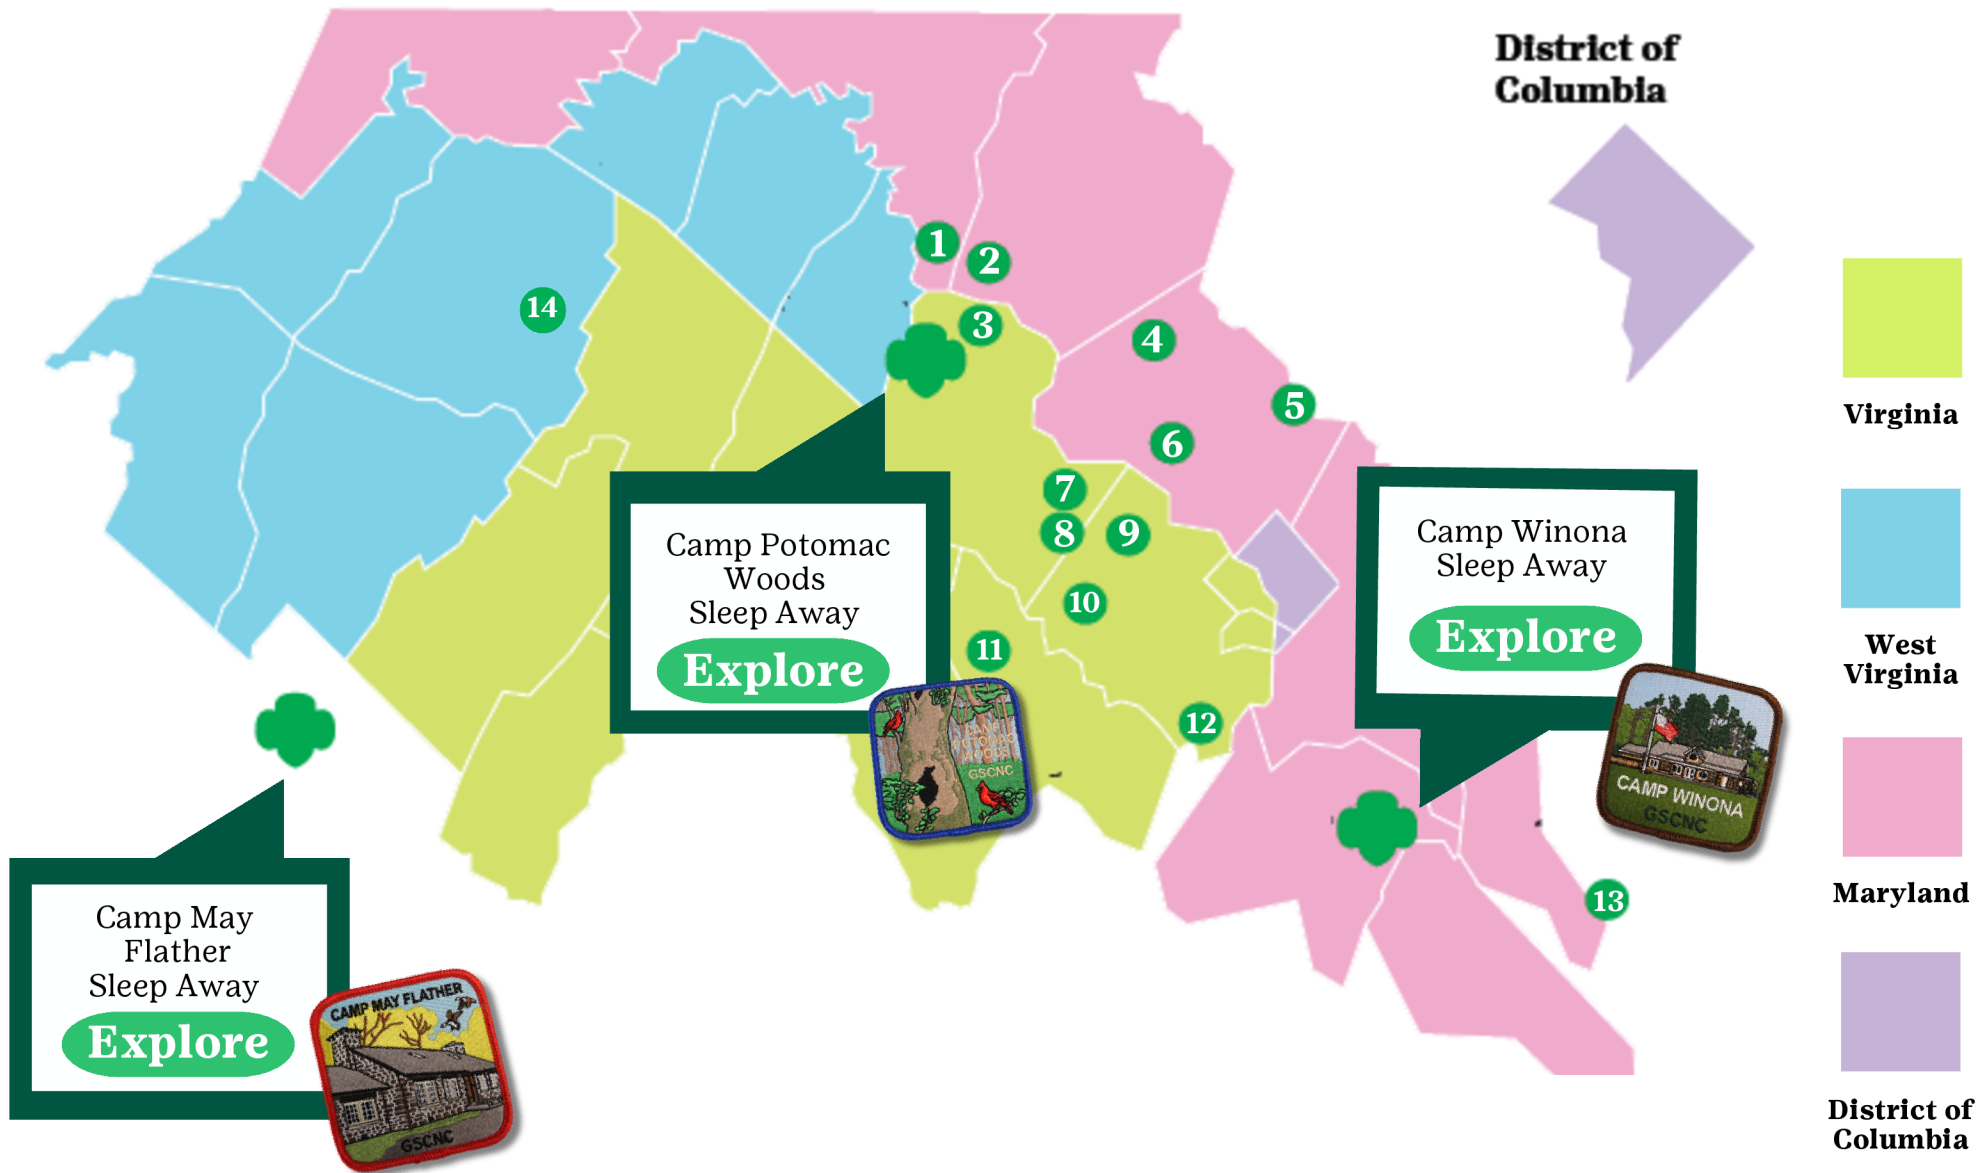 District of
Columbia
1
2
3
4
5
6
7
8
9
10
11
12
13
14
Camp Potomac
Woods
Sleep Away
Explore
GSCNC
Camp Winona
Sleep Away
Explore
CAMP WINONA
GSCNC
Camp May
Flather
Sleep Away
Explore
CAMP MAY FLATHER
GSCNC
Virginia
West
Virginia
Maryland
District of
Columbia